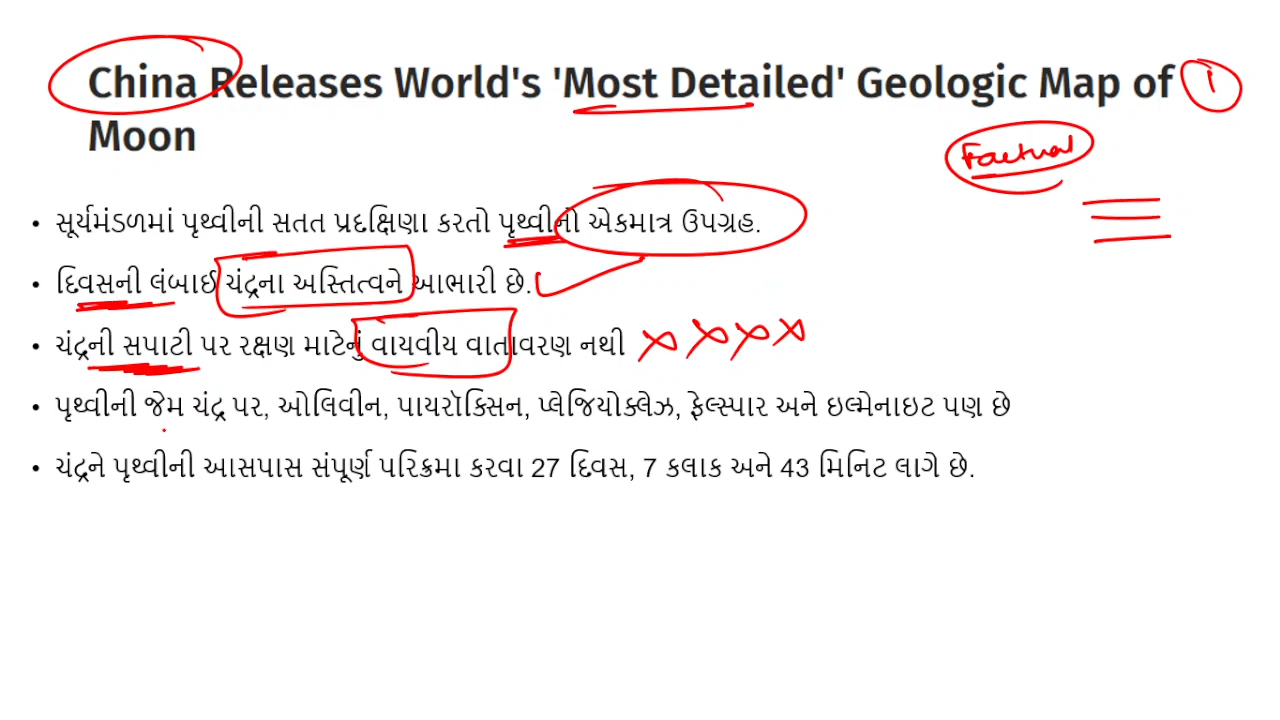 China Releases World's 'Most Detailed' Geologic Map of
Moon
1
Factual
• સૂર્યમંડળમાં પૃથ્વીની સતત પ્રદક્ષિણા કરતો પૃથ્વીનો એકમાત્ર ઉપગ્રહ.
• દિવસની લંબાઈ ચંદ્રના અસ્તિત્વને આભારી છે.
• ચંદ્રની સપાટી પર રક્ષણ માટેનું વાયવીય વાતાવરણ નથી
• પૃથ્વીની જેમ ચંદ્ર પર, ઓલિવીન, પાયરૉક્સિન, પ્લેજિયોક્લેઝ, ફેલ્સ્પાર અને ઇલ્મેનાઇટ પણ છે
• ચંદ્રને પૃથ્વીની આસપાસ સંપૂર્ણ પરિક્રમા કરવા 27 દિવસ, 7 કલાક અને 43 મિનિટ લાગે છે.